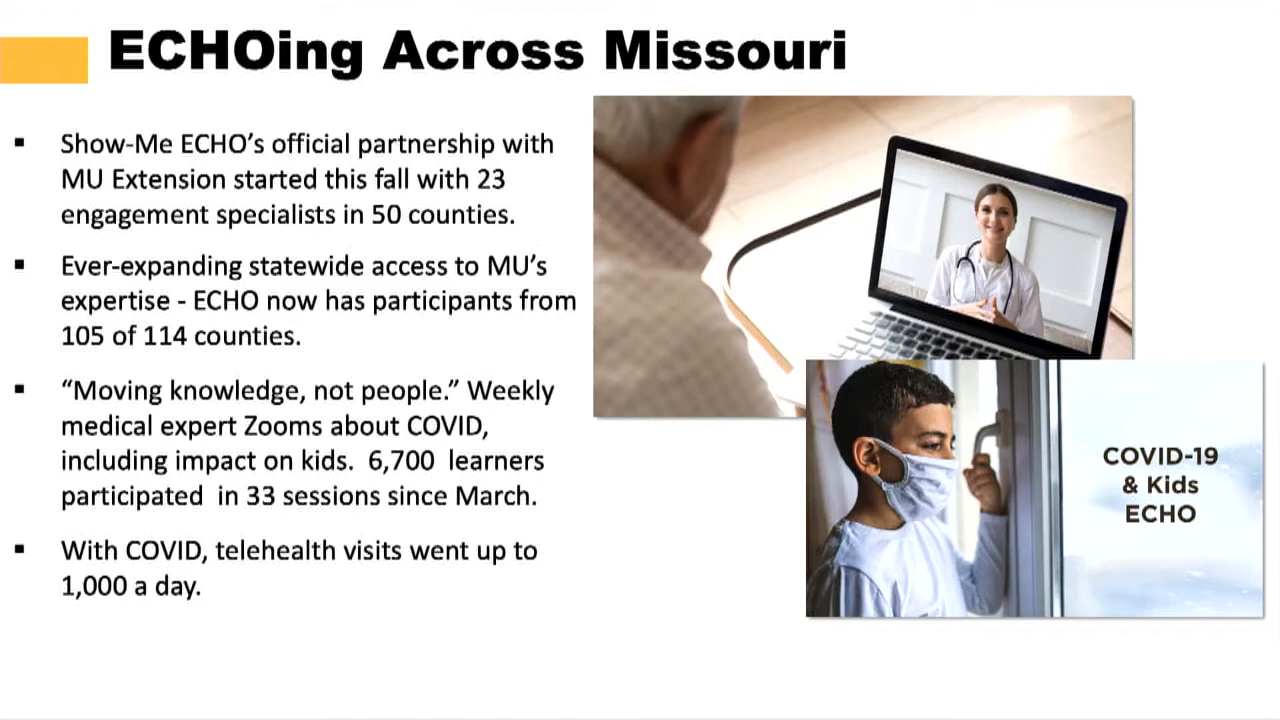 ECHOing Across Missouri
▪ Show-Me ECHO’s official partnership with
MU Extension started this fall with 23
engagement specialists in 50 counties.
▪ Ever-expanding statewide access to MU’s
expertise - ECHO now has participants from
105 of 114 counties.
▪ “Moving knowledge, not people.” Weekly
medical expert Zooms about COVID,
including impact on kids.  6,700  learners
participated  in 33 sessions since March.
▪ With COVID, telehealth visits went up to
1,000 a day.
COVID-19
& Kids
ECHO